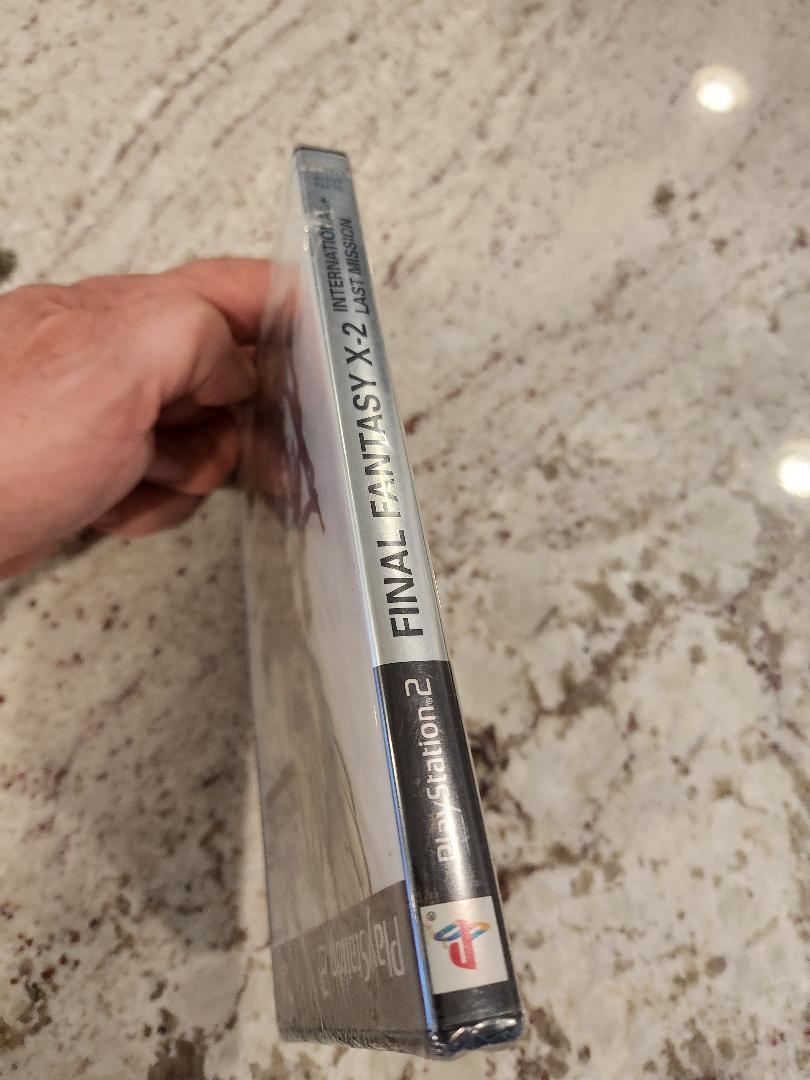 FINAL FANTASY X-2
INTERNATIONAL+
LAST MISSION
PlayStation.2
PlayStation.2